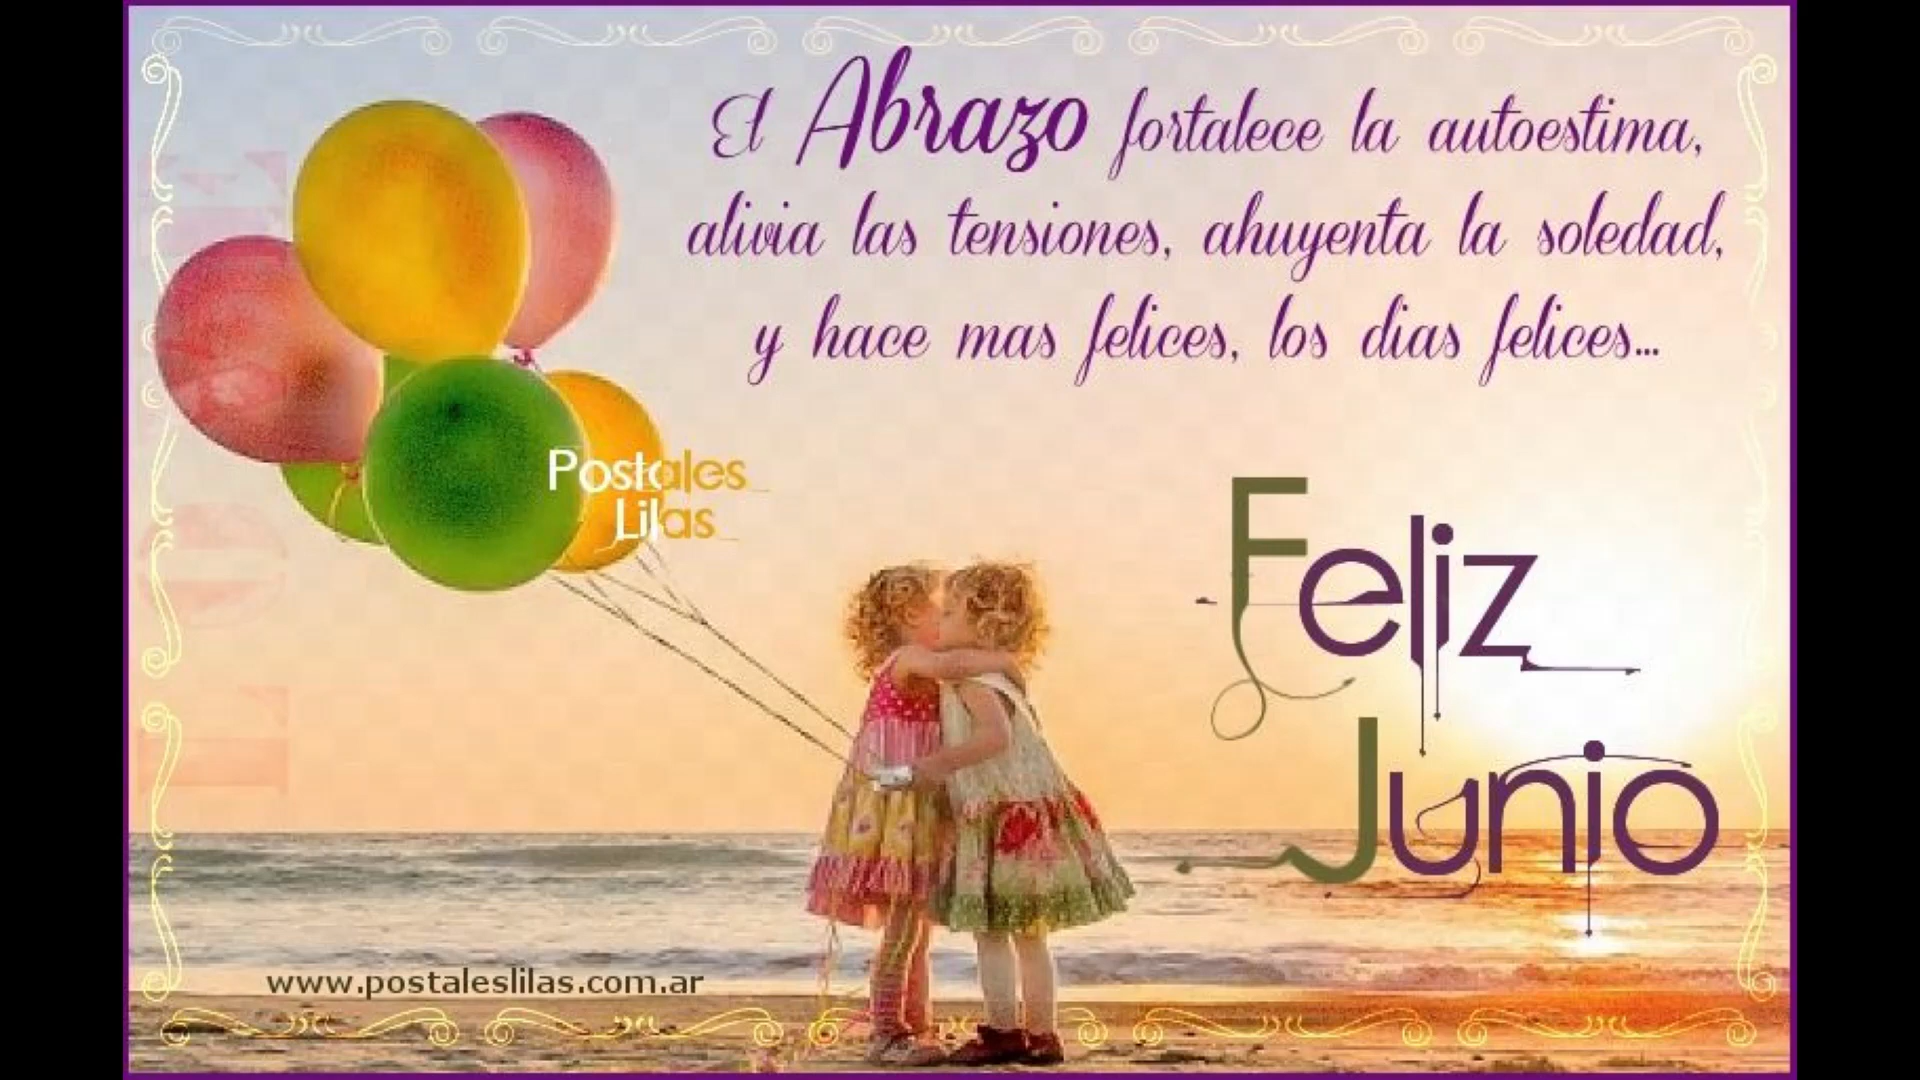 El Abrazo fortalece la autoestima,
alivia las tensiones, ahuyenta la soledad,
y hace mas felices, los dias felices...
Postales
Lilas
Feliz
Junio
www.postaleslilas.com.ar